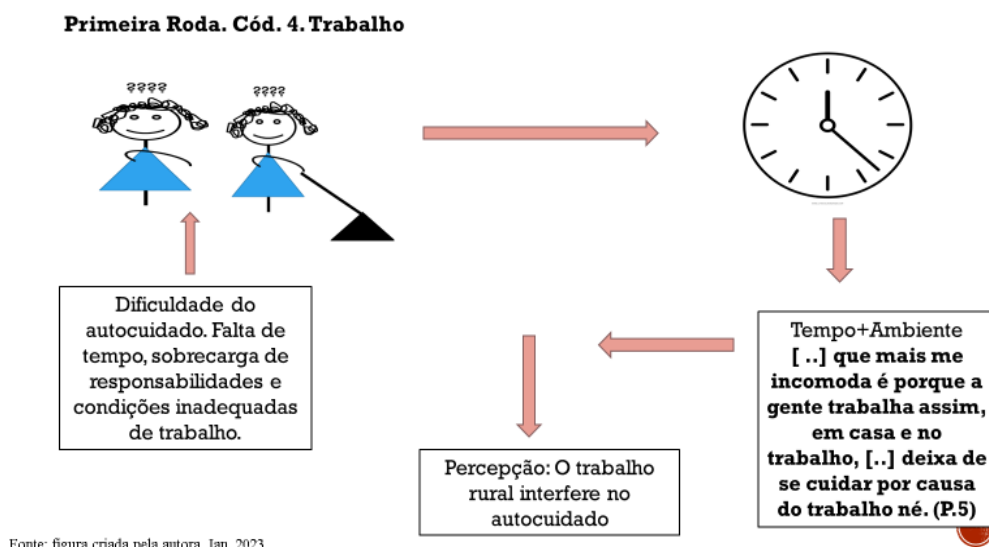 Primeira Roda. Cód. 4. Trabalho
????
????
Dificuldade do
autocuidado. Falta de
tempo, sobrecarga de
responsabilidades e
condições inadequadas
de trabalho.
Tempo+Ambiente
[ ..] que mais me
incomoda é porque a
gente trabalha assim,
em casa e no
trabalho, [..] deixa de
se cuidar por causa
do trabalho né. (P.5)
Percepção: O trabalho
rural interfere no
autocuidado
Fonte: figura criada pela autora. Jan. 2023